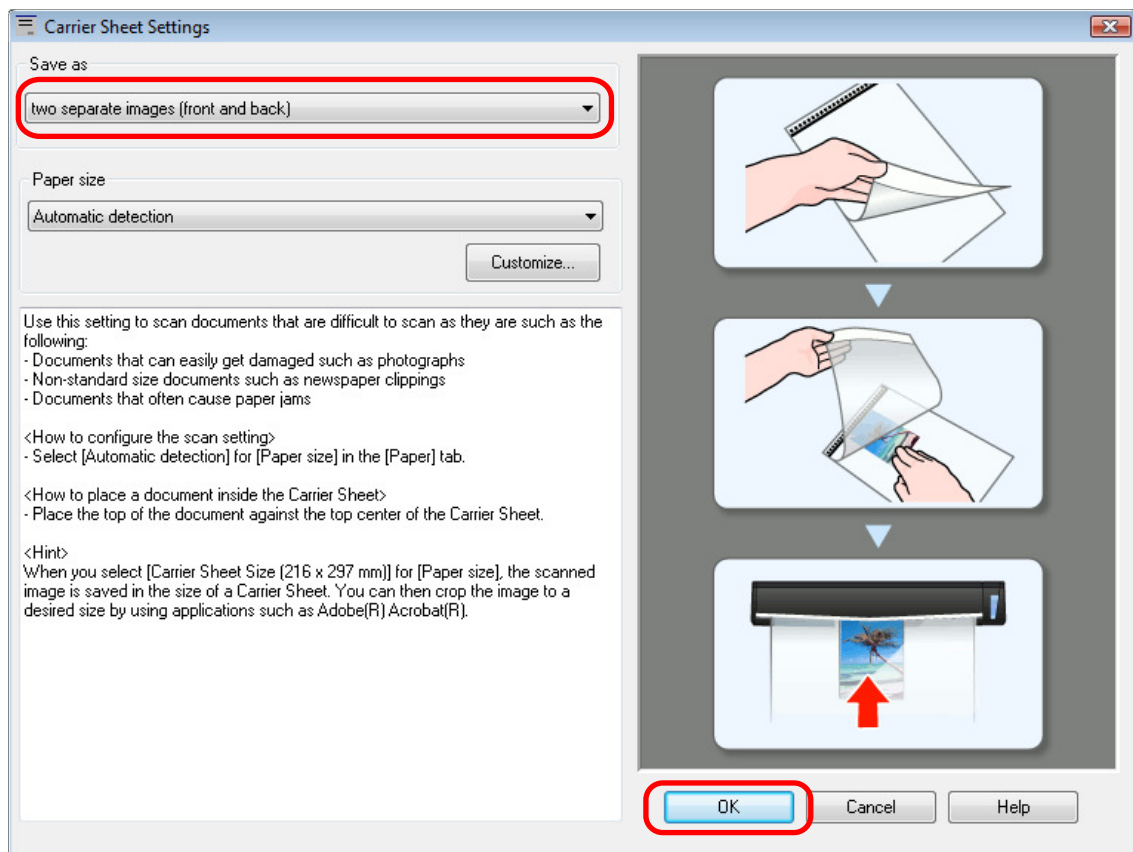 Carrier Sheet Settings
Save as
two separate images (front and back)
Paper size
Automatic detection
Customize...
Use this setting to scan documents that are difficult to scan as they are such as the
following:
- Documents that can easily get damaged such as photographs
- Non-standard size documents such as newspaper clippings
- Documents that often cause paper jams
<How to configure the scan setting>
- Select [Automatic detection] for [Paper size] in the [Paper] tab.
<How to place a document inside the Carrier Sheet>
- Place the top of the document against the top center of the Carrier Sheet.
<Hint>
When you select [Carrier Sheet Size (216 x 297 mm)] for [Paper size], the scanned
image is saved in the size of a Carrier Sheet. You can then crop the image to a
desired size by using applications such as Adobe(R) Acrobat(R).
OK
Cancel
Help